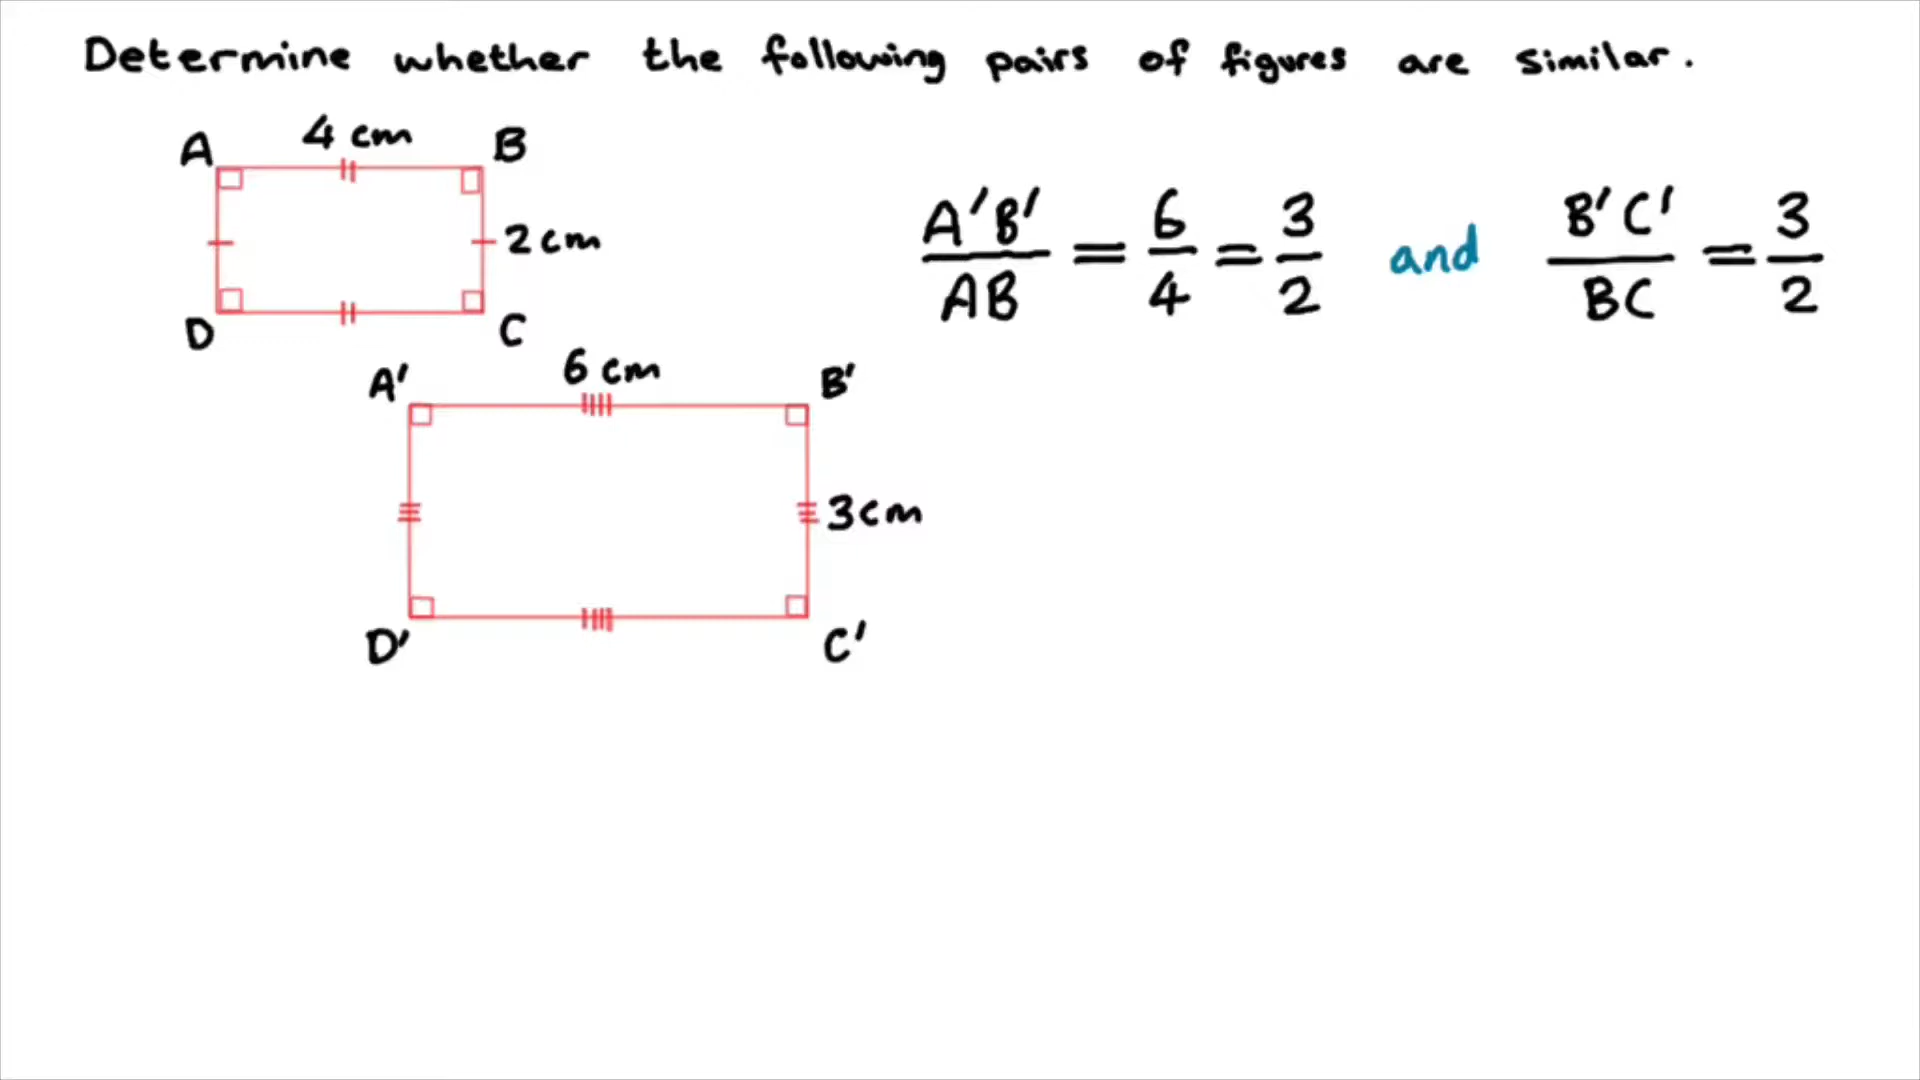 Determine whether the following pairs of figures are similar.
A 4 cm B
2 cm
D C
A'B'/AB = 6/4 = 3/2 and B'C'/BC = 3/2
A' 6 cm B'
3 cm
D' C'